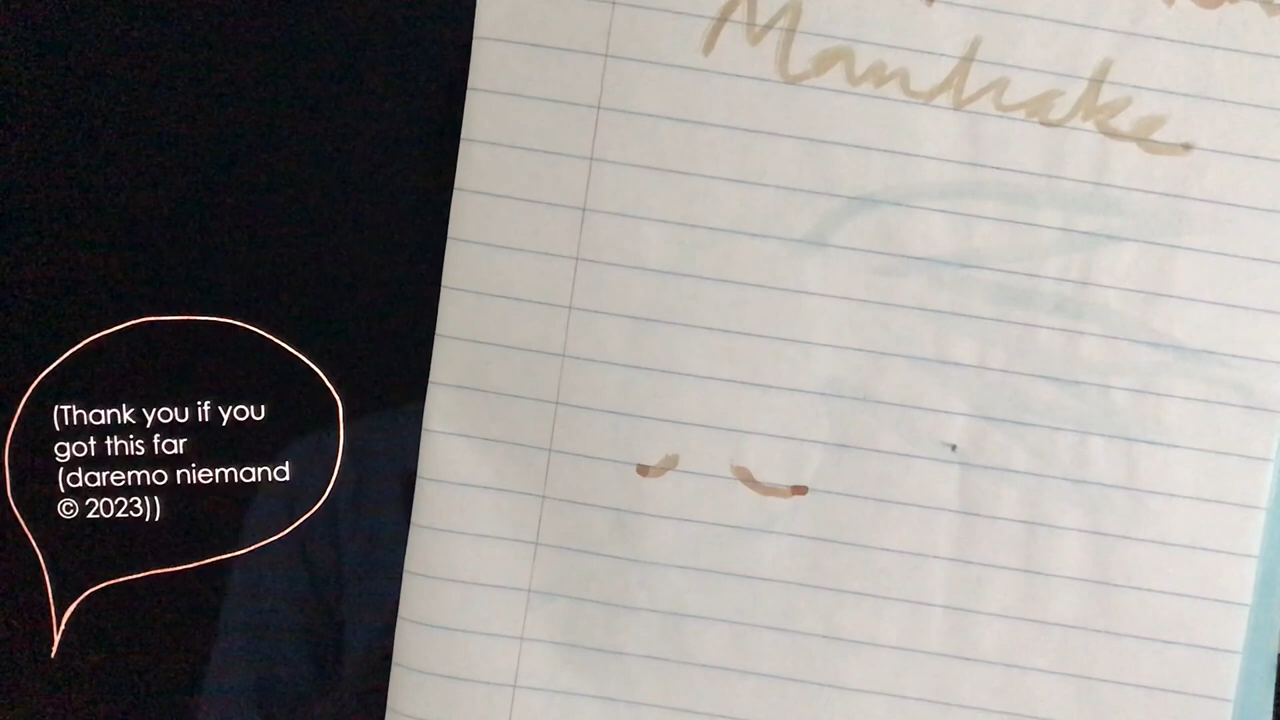 Mandrake
(Thank you if you
got this far
(daremo niemand
© 2023))